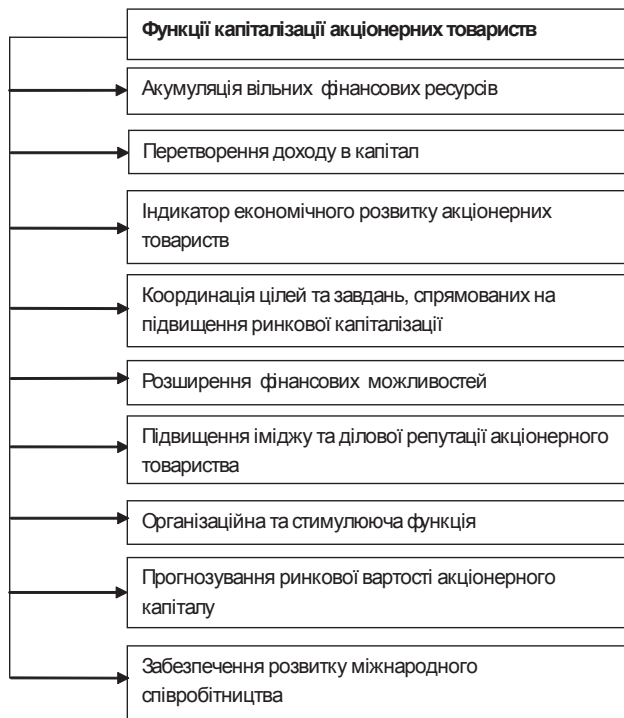 Функції капіталізації акціонерних товариств
Акумуляція вільних фінансових ресурсів
Перетворення доходу в капітал
Індикатор економічного розвитку акціонерних
товариств
Координація цілей та завдань, спрямованих на
підвищення ринкової капіталізації
Розширення фінансових можливостей
Підвищення іміджу та ділової репутації акціонерного
товариства
Організаційна та стимулююча функція
Прогнозування ринкової вартості акціонерного
капіталу
Забезпечення розвитку міжнародного
співробітництва